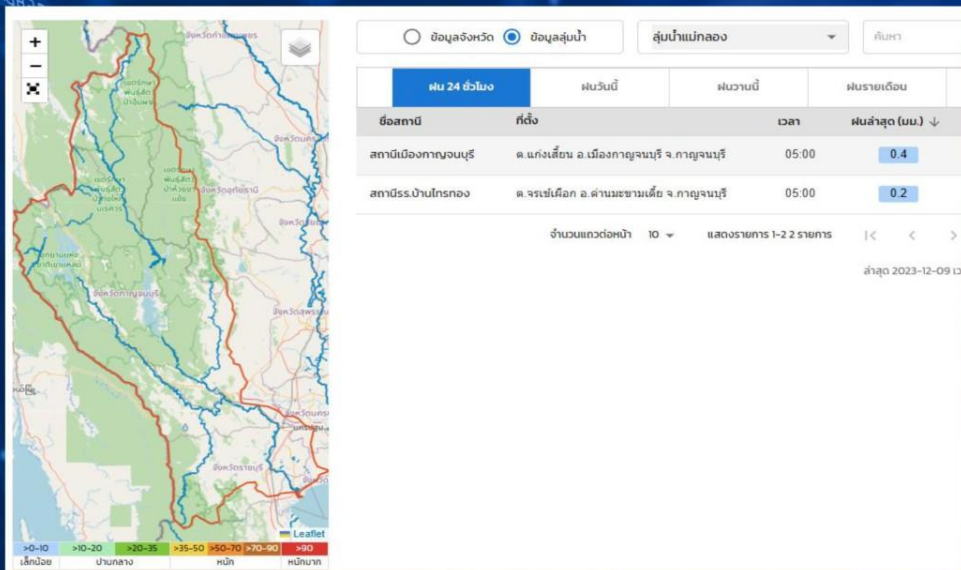 ข้อมูลจังหวัด ข้อมูลลุ่มน้ำ
ลุ่มน้ำแม่กลอง
ค้นหา
ฝน 24 ชั่วโมง ฝนวันนี้ ฝนวานนี้ ฝนรายเดือน
ชื่อสถานี ที่ตั้ง เวลา ฝนล่าสุด (มม.) ↓
สถานีเมืองกาญจนบุรี ต.แก่งเสี้ยน อ.เมืองกาญจนบุรี จ.กาญจนบุรี 05:00 0.4
สถานีรร.บ้านไทรทอง ต.จรเข้เผือก อ.ด่านมะขามเตี้ย จ.กาญจนบุรี 05:00 0.2
จำนวนแถวต่อหน้า 10 แสดงรายการ 1-2 2 รายการ
ล่าสุด 2023-12-09
+
−
จังหวัดอุทัยธานี
จังหวัดกาญจนบุรี
จังหวัดราชบุรี
Leaflet
>0-10 >10-20 >20-35 >35-50 >50-70 >70-90 >90
เล็กน้อย ปานกลาง หนัก หนักมาก